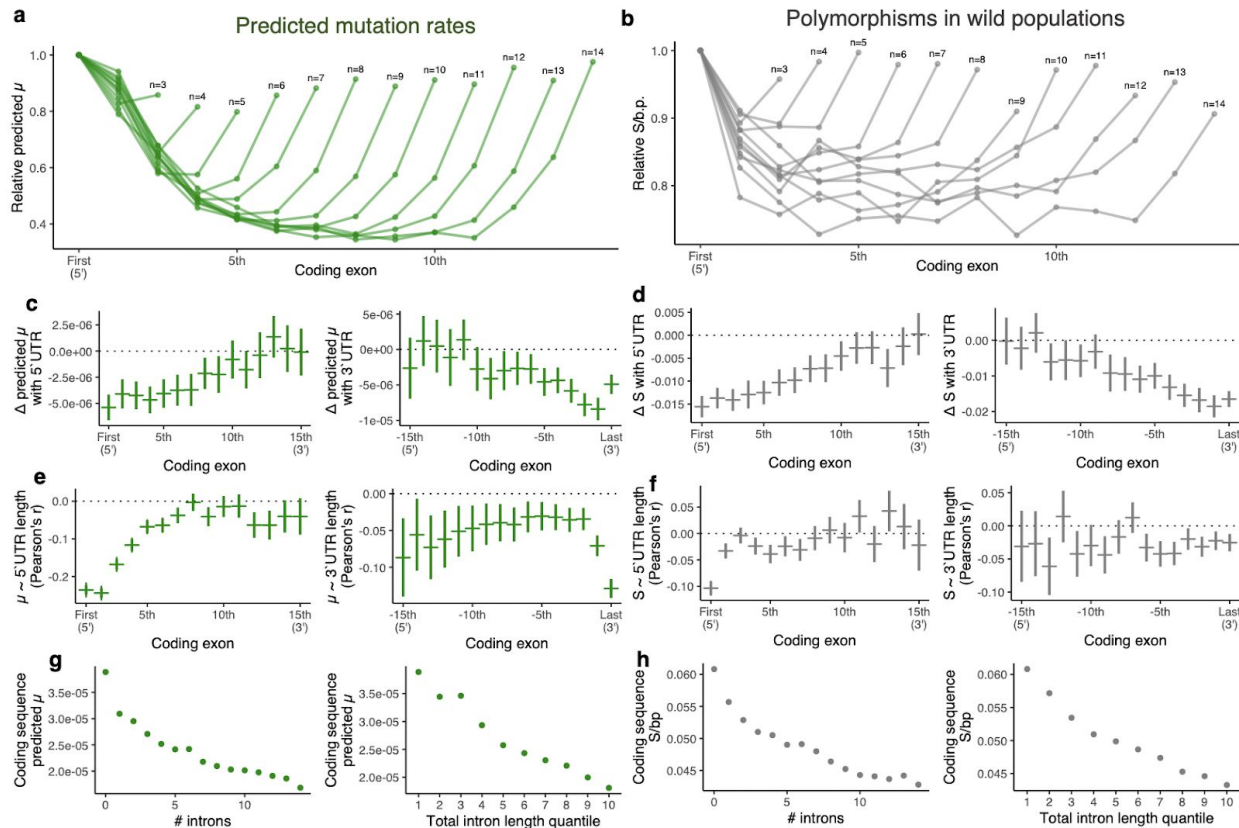 a
Predicted mutation rates
Relative predicted μ
1.0
0.8
0.6
0.4
n=3
n=4
n=5
n=6
n=7
n=8
n=9
n=10
n=11
n=12
n=13
n=14
First
(5')
5th
10th
Coding exon
b
Polymorphisms in wild populations
Relative S/b.p.
1.0
0.9
0.8
n=3
n=4
n=5
n=6
n=7
n=8
n=9
n=10
n=11
n=12
n=13
n=14
First
(5')
5th
10th
Coding exon
c
Δ predicted μ
with 5`UTR
2.5e-06
0.0e+00
-2.5e-06
-5.0e-06
First
(5')
5th
10th
15th
(3')
Coding exon
Δ predicted μ
with 3`UTR
5e-06
0e+00
-5e-06
-1e-05
-15th
(5')
-10th
-5th
Last
(3')
Coding exon
d
Δ S with 5`UTR
0.005
0.000
-0.005
-0.010
-0.015
First
(5')
5th
10th
15th
(3')
Coding exon
Δ S with 3`UTR
0.00
-0.01
-0.02
-15th
(5')
-10th
-5th
Last
(3')
Coding exon
e
μ ~ 5`UTR length
(Pearson's r)
0.0
-0.1
-0.2
First
(5')
5th
10th
15th
(3')
Coding exon
μ ~ 3`UTR length
(Pearson's r)
0.00
-0.05
-0.10
-15th
(5')
-10th
-5th
Last
(3')
Coding exon
f
S ~ 5`UTR length
(Pearson's r)
0.05
0.00
-0.05
-0.10
First
(5')
5th
10th
15th
(3')
Coding exon
S ~ 3`UTR length
(Pearson's r)
0.05
0.00
-0.05
-0.10
-15th
(5')
-10th
-5th
Last
(3')
Coding exon
g
Coding sequence
predicted μ
3.5e-05
3.0e-05
2.5e-05
2.0e-05
0
5
10
# introns
Coding sequence
predicted μ
3.5e-05
3.0e-05
2.5e-05
2.0e-05
1 2 3 4 5 6 7 8 9 10
Total intron length quantile
h
Coding sequence
S/bp
0.060
0.055
0.050
0.045
0
5
10
# introns
Coding sequence
S/bp
0.060
0.055
0.050
0.045
1 2 3 4 5 6 7 8 9 10
Total intron length quantile